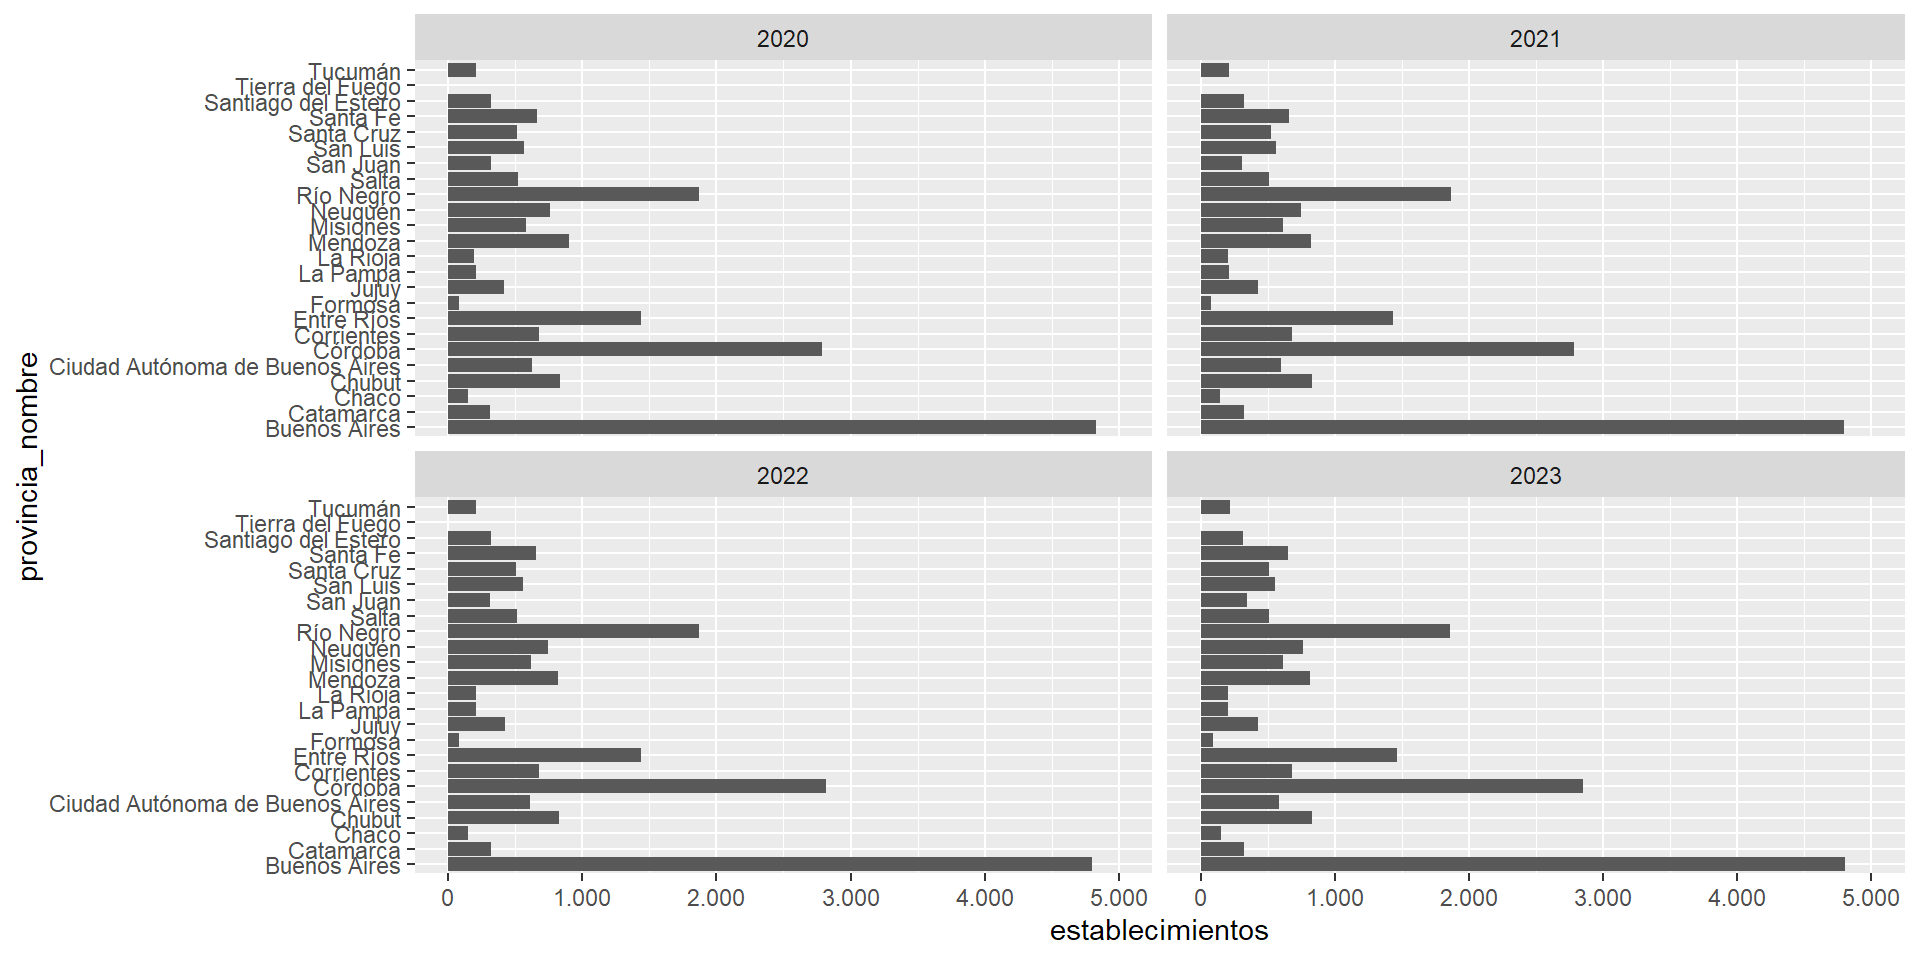 2020
2021
Tucumán
Tierra del Fuego
Santiago del Estero
Santa Fe
Santa Cruz
San Luis
San Juan
Salta
Río Negro
Neuquén
Misiones
Mendoza
La Rioja
La Pampa
Jujuy
Formosa
Entre Ríos
Corrientes
Córdoba
Ciudad Autónoma de Buenos Aires
Chubut
Chaco
Catamarca
Buenos Aires
provincia_nombre
2022
2023
Tucumán
Tierra del Fuego
Santiago del Estero
Santa Fe
Santa Cruz
San Luis
San Juan
Salta
Río Negro
Neuquén
Misiones
Mendoza
La Rioja
La Pampa
Jujuy
Formosa
Entre Ríos
Corrientes
Córdoba
Ciudad Autónoma de Buenos Aires
Chubut
Chaco
Catamarca
Buenos Aires
0 1.000 2.000 3.000 4.000 5.000
0 1.000 2.000 3.000 4.000 5.000
establecimientos